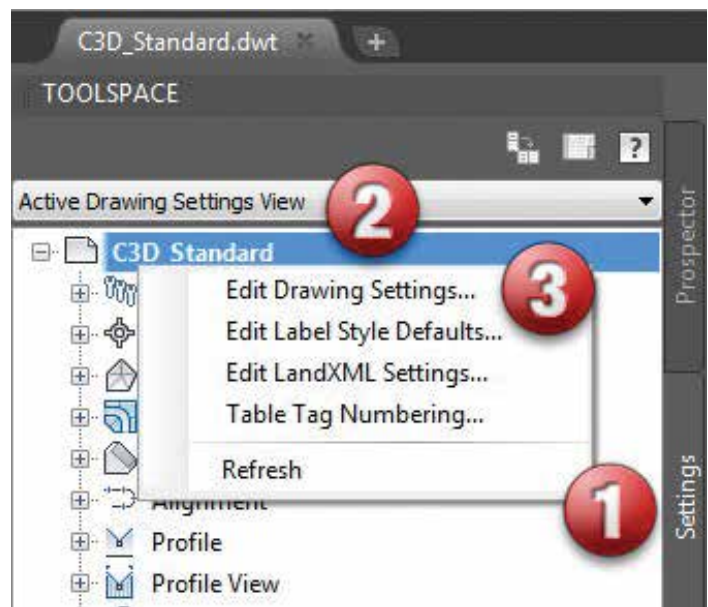 C3D_Standard.dwt
TOOLSPACE
?
Active Drawing Settings View
2
C3D_Standard
3
Edit Drawing Settings...
Edit Label Style Defaults...
Edit LandXML Settings...
Table Tag Numbering...
Refresh
1
Alignment
Profile
Profile View
Prospector
Settings